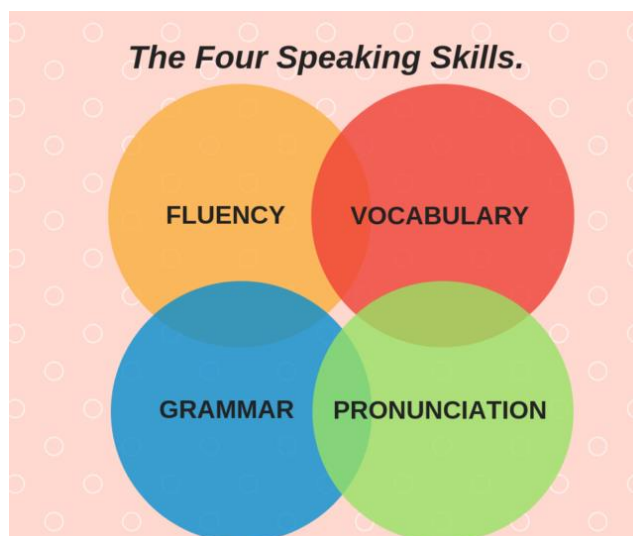 The Four Speaking Skills.
FLUENCY
VOCABULARY
GRAMMAR
PRONUNCIATION